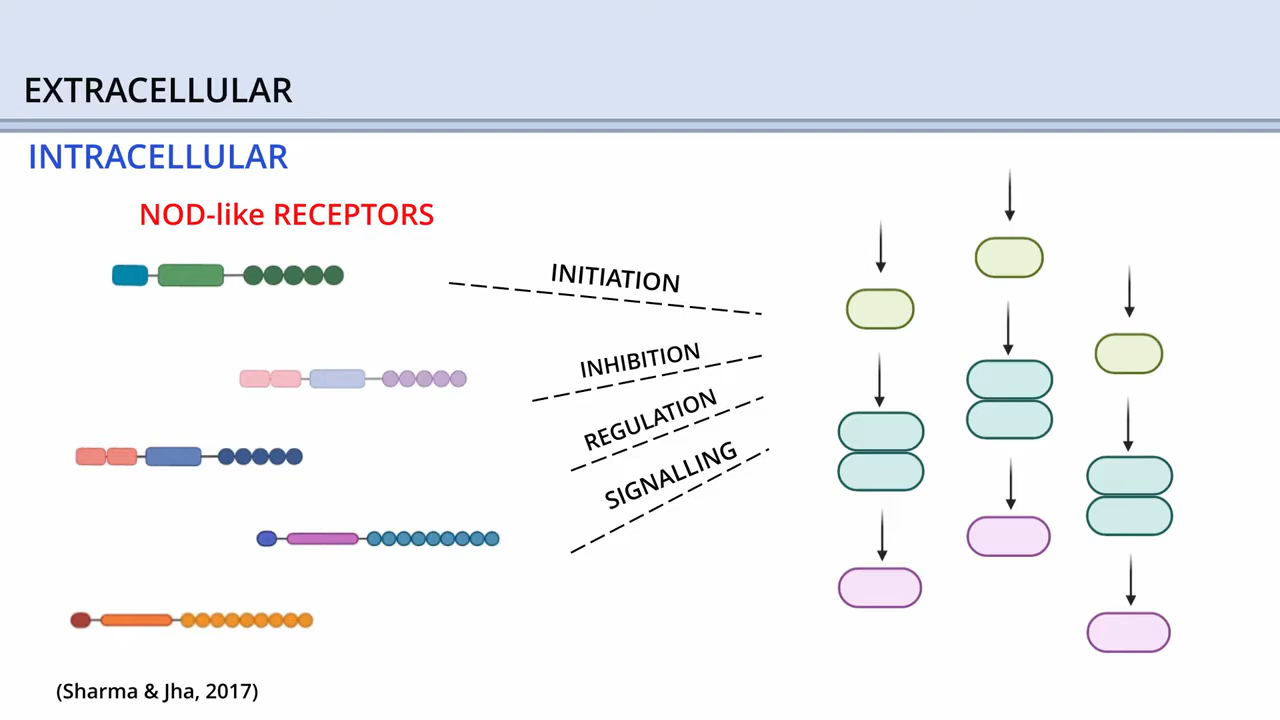 EXTRACELLULAR
INTRACELLULAR
NOD-like RECEPTORS
INITIATION
INHIBITION
REGULATION
SIGNALLING
(Sharma & Jha, 2017)